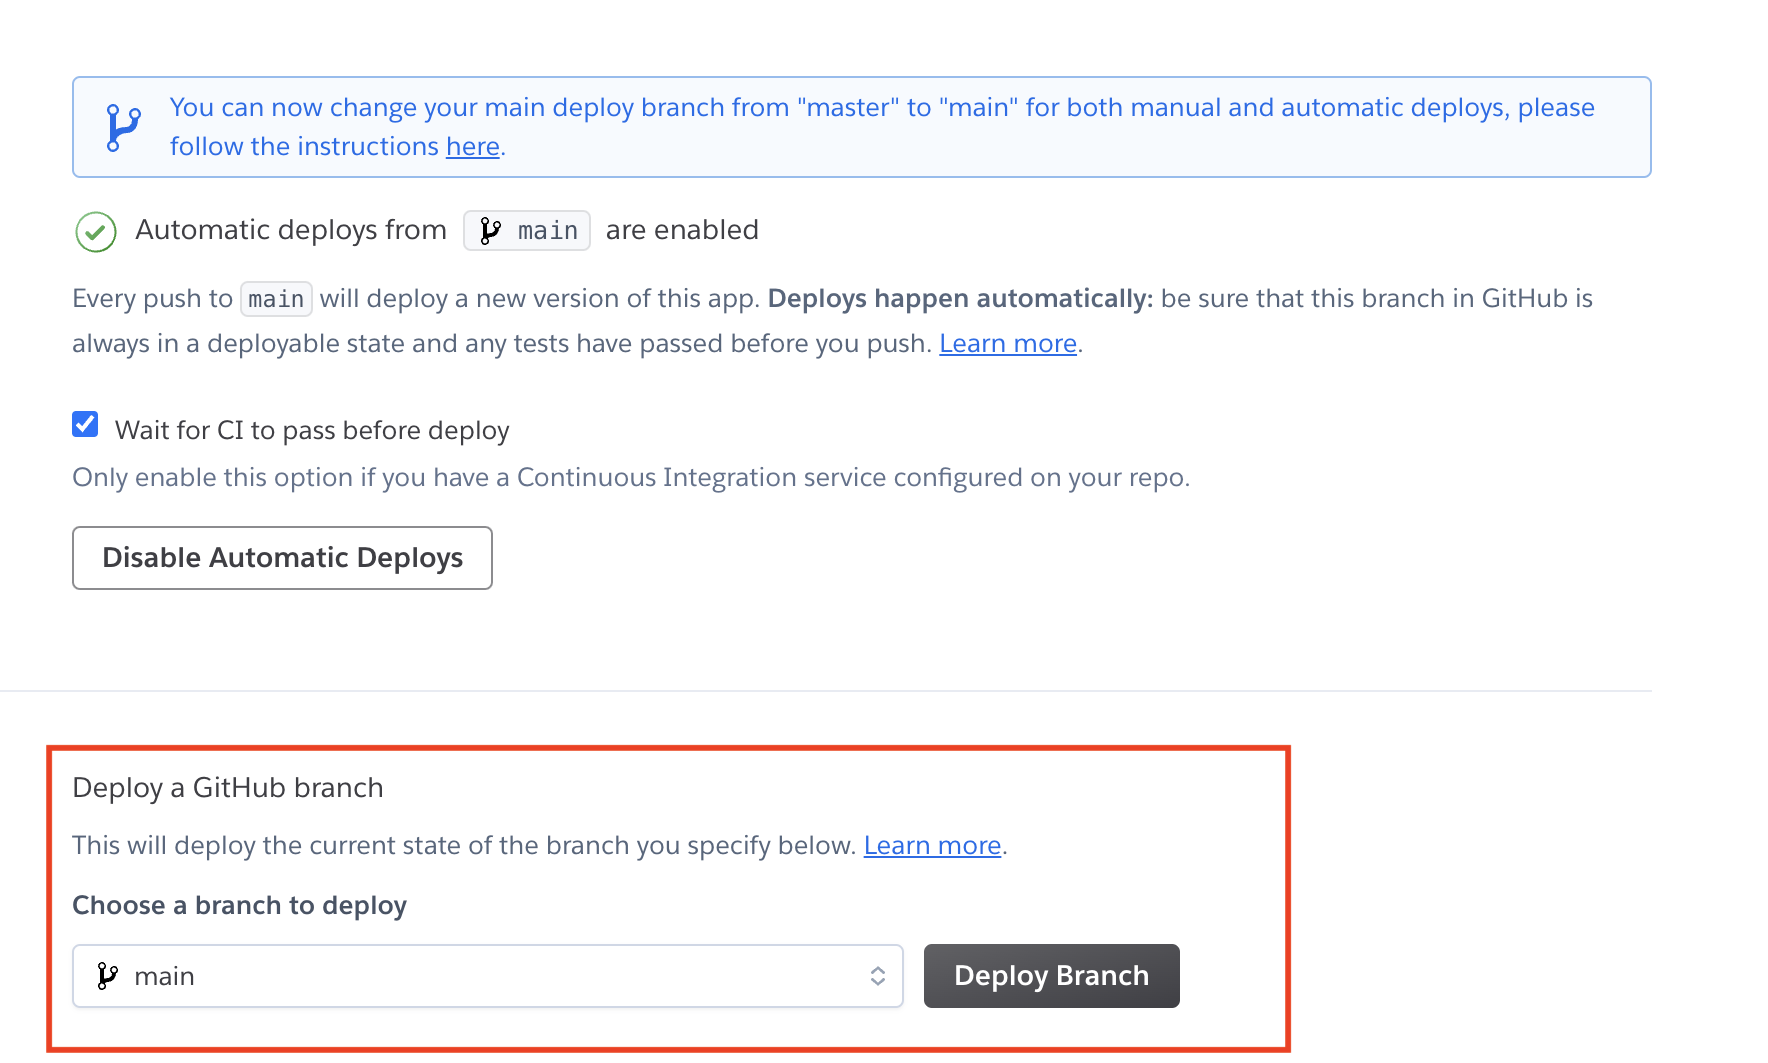 You can now change your main deploy branch from "master" to "main" for both manual and automatic deploys, please
follow the instructions here.
Automatic deploys from main are enabled
Every push to main will deploy a new version of this app. Deploys happen automatically: be sure that this branch in GitHub is
always in a deployable state and any tests have passed before you push. Learn more.
Wait for CI to pass before deploy
Only enable this option if you have a Continuous Integration service configured on your repo.
Disable Automatic Deploys
Deploy a GitHub branch
This will deploy the current state of the branch you specify below. Learn more.
Choose a branch to deploy
main
Deploy Branch